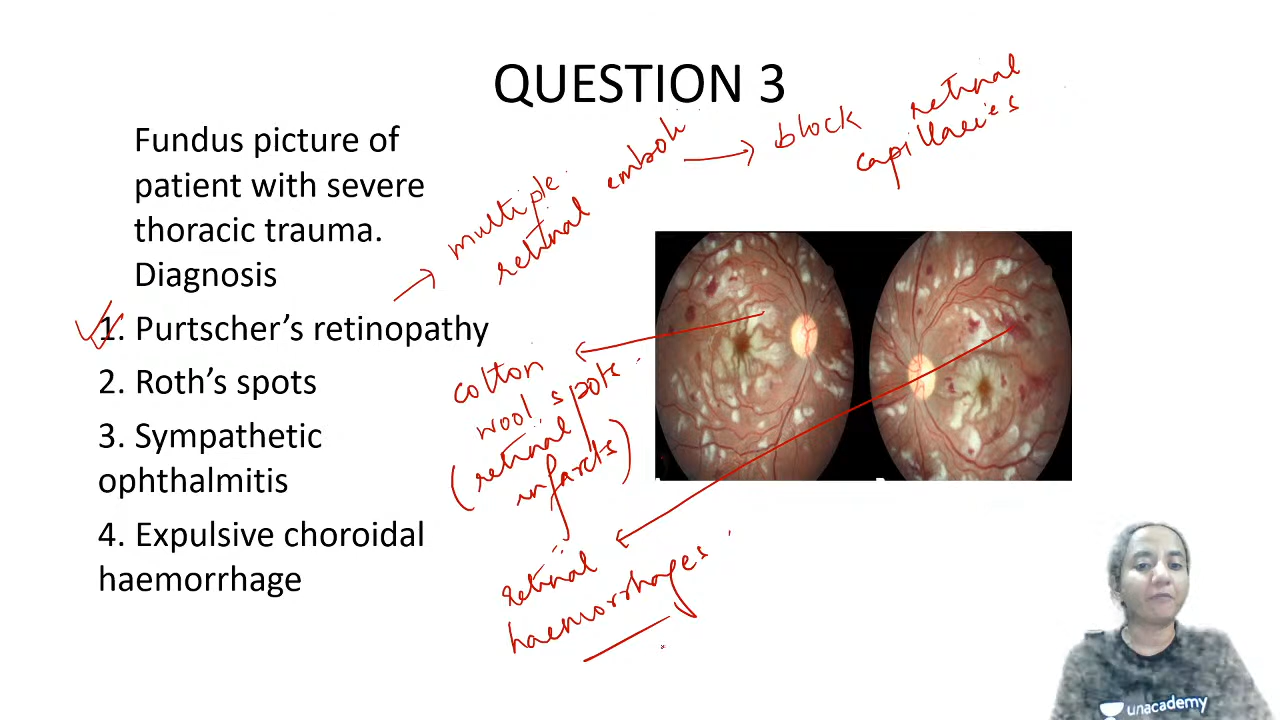 QUESTION 3
Fundus picture of
patient with severe
thoracic trauma.
Diagnosis
1. Purtscher's retinopathy
2. Roth's spots
3. Sympathetic
ophthalmitis
4. Expulsive choroidal
haemorrhage
multiple
retinal emboli
block retinal
capillaries
cotton
wool spots
(retinal
infarcts)
retinal
haemorrhages
unacademy